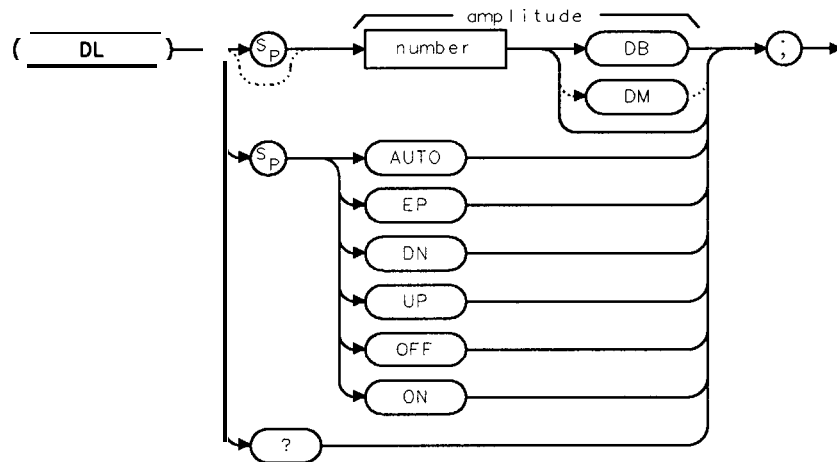 amplitude
( DL ) SP number DB ;
DM
SP AUTO
EP
DN
UP
OFF
ON
?